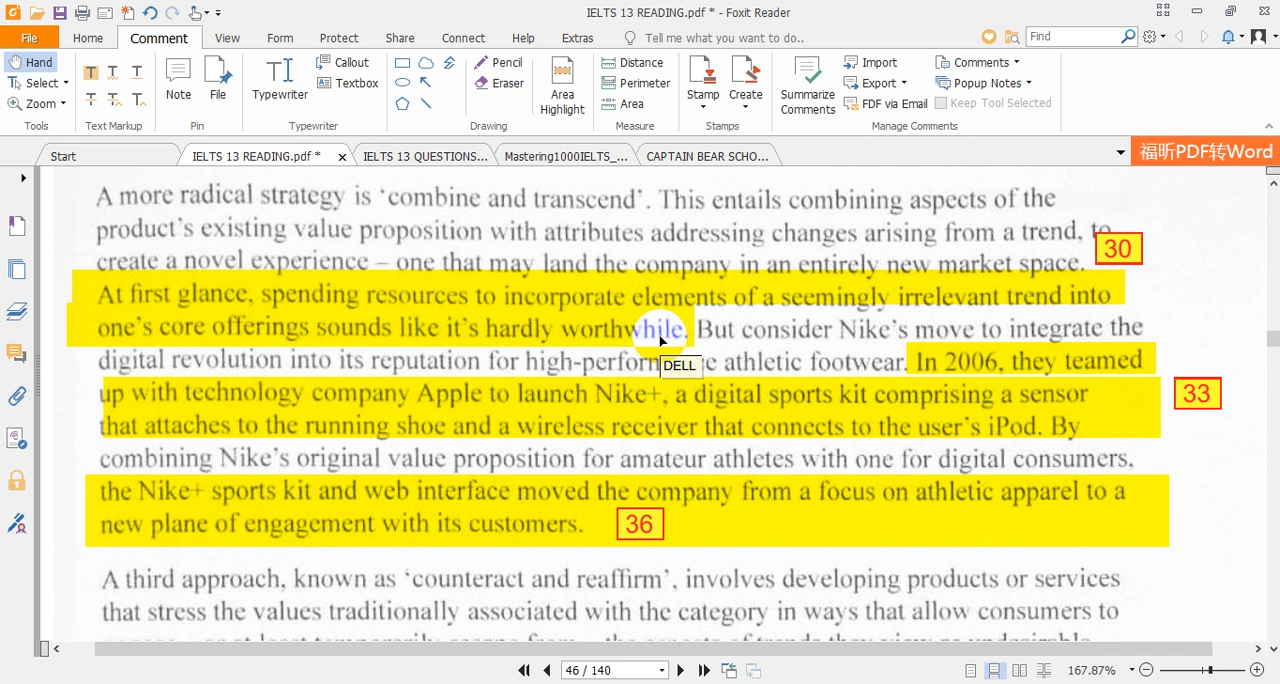 IELTS 13 READING.pdf * - Foxit Reader
File Home Comment View Form Protect Share Connect Help Extras Tell me what you want to do.. Find
Hand
Select
Zoom
Tools
Text Markup
Note File
Pin
Typewriter
Callout
Textbox
Typewriter
Pencil
Eraser
Drawing
Area
Highlight
Distance
Perimeter
Area
Measure
Stamp Create
Stamps
Summarize
Comments
Import
Export
FDF via Email
Comments
Popup Notes
Keep Tool Selected
Manage Comments
Start IELTS 13 READING.pdf * IELTS 13 QUESTIONS... Mastering1000IELTS_... CAPTAIN BEAR SCHO... 福昕PDF转Word
A more radical strategy is ‘combine and transcend’. This entails combining aspects of the
product’s existing value proposition with attributes addressing changes arising from a trend, to
30
create a novel experience – one that may land the company in an entirely new market space.
At first glance, spending resources to incorporate elements of a seemingly irrelevant trend into
one’s core offerings sounds like it’s hardly worthwhile. But consider Nike’s move to integrate the
digital revolution into its reputation for high-perform c athletic footwear. In 2006, they teamed
DELL
up with technology company Apple to launch Nike+, a digital sports kit comprising a sensor
33
that attaches to the running shoe and a wireless receiver that connects to the user’s iPod. By
combining Nike’s original value proposition for amateur athletes with one for digital consumers,
the Nike+ sports kit and web interface moved the company from a focus on athletic apparel to a
new plane of engagement with its customers.
36
A third approach, known as ‘counteract and reaffirm’, involves developing products or services
that stress the values traditionally associated with the category in ways that allow consumers to
46 / 140
167.87%